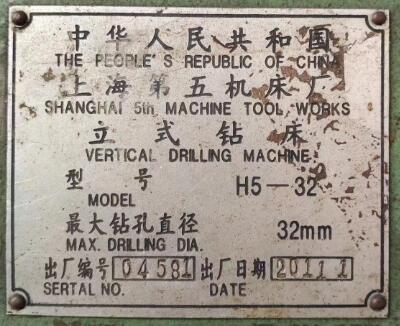 中华人民共和国
THE PEOPLE'S REPUBLIC OF CHINA
上海第五机床厂
SHANGHAI 5th MACHINE TOOL WORKS
立式钻床
VERTICAL DRILLING MACHINE
型号 H5-32
MODEL
最大钻孔直径 32mm
MAX. DRILLING DIA.
出厂编号 04581 出厂日期 2011 1
SERIAL NO. DATE